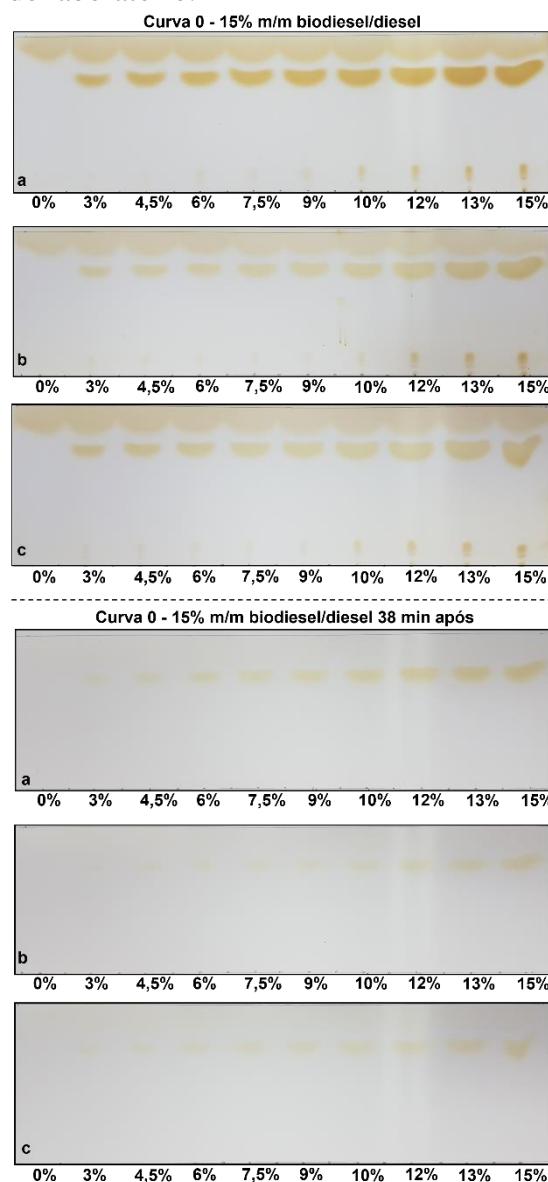 Curva 0 - 15% m/m biodiesel/diesel
a
0% 3% 4,5% 6% 7,5% 9% 10% 12% 13% 15%
b
0% 3% 4,5% 6% 7,5% 9% 10% 12% 13% 15%
c
0% 3% 4,5% 6% 7,5% 9% 10% 12% 13% 15%
Curva 0 - 15% m/m biodiesel/diesel 38 min após
a
0% 3% 4,5% 6% 7,5% 9% 10% 12% 13% 15%
b
0% 3% 4,5% 6% 7,5% 9% 10% 12% 13% 15%
c
0% 3% 4,5% 6% 7,5% 9% 10% 12% 13% 15%